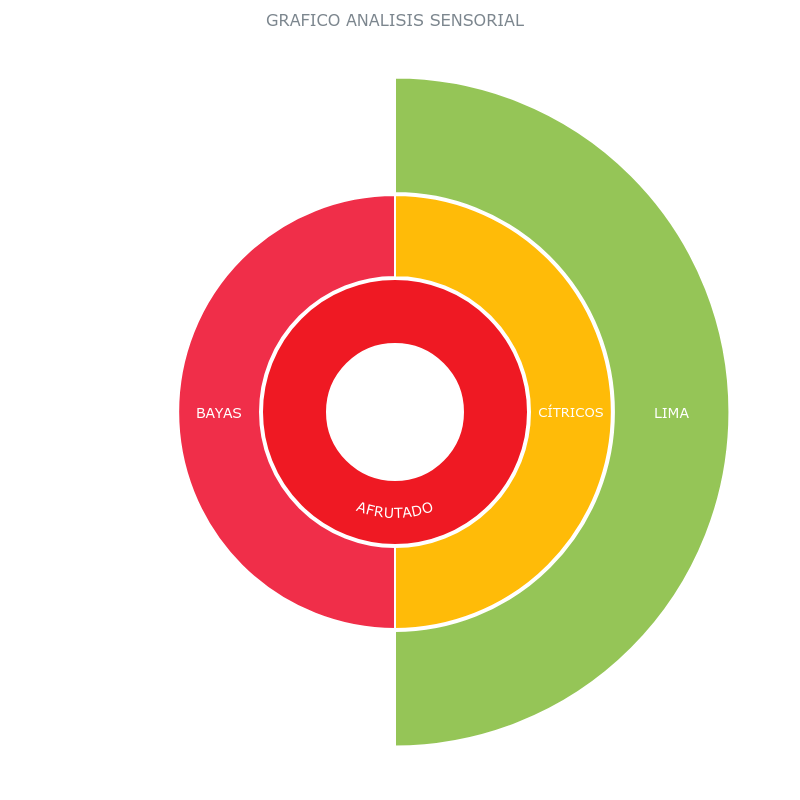 GRAFICO ANALISIS SENSORIAL
BAYAS
CÍTRICOS
LIMA
AFRUTADO